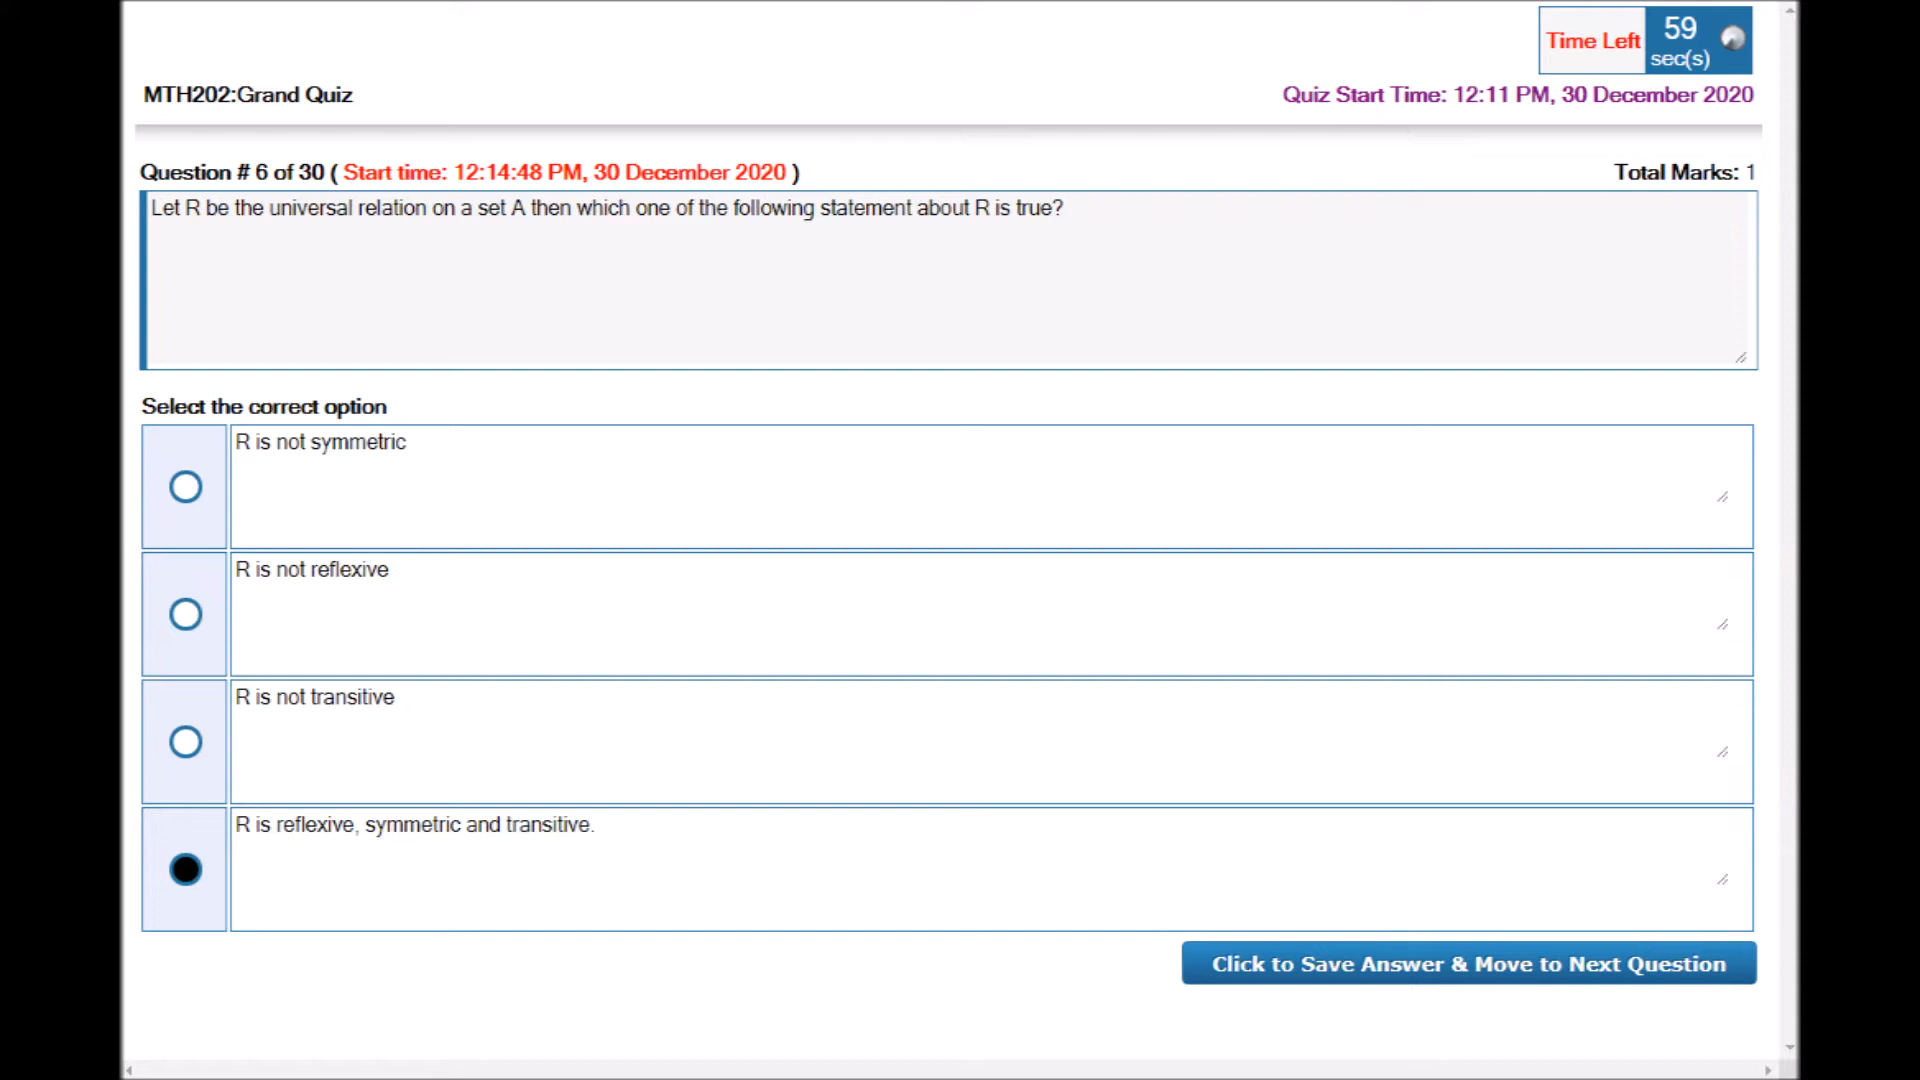 Time Left 59 sec(s)
MTH202:Grand Quiz
Quiz Start Time: 12:11 PM, 30 December 2020
Question # 6 of 30 ( Start time: 12:14:48 PM, 30 December 2020 )
Total Marks: 1
Let R be the universal relation on a set A then which one of the following statement about R is true?
Select the correct option
R is not symmetric
R is not reflexive
R is not transitive
R is reflexive, symmetric and transitive.
Click to Save Answer & Move to Next Question